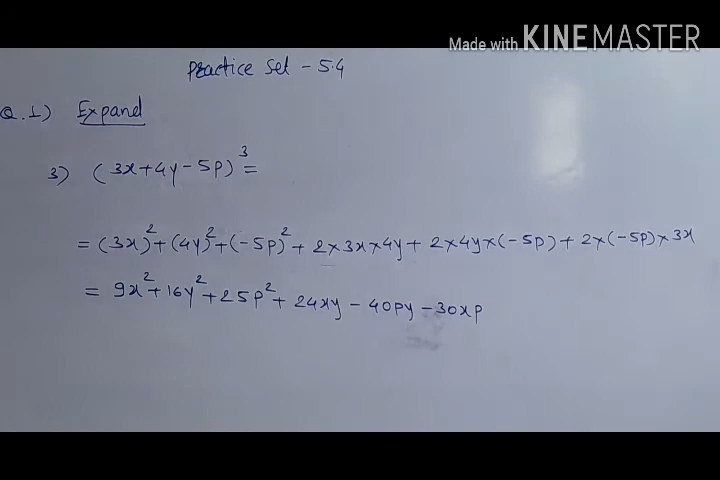 Made with KINEMASTER
Practice Set - 5.4
Q.1) Expand
3) (3x+4y-5p)³ =
= (3x)²+(4y)²+(-5p)² + 2×3x×4y + 2×4y×(-5p) + 2×(-5p)×3x
= 9x²+16y²+25p²+24xy-40py-30xp